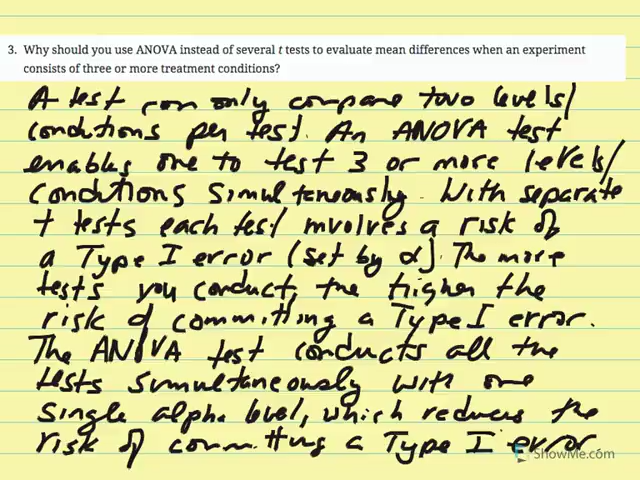 3. Why should you use ANOVA instead of several t tests to evaluate mean differences when an experiment
consists of three or more treatment conditions?
A test can only compare two levels/
conditions per test. An ANOVA test
enables one to test 3 or more levels/
conditions simultaneously. With separate
t tests each test involves a risk of
a Type I error (set by α). The more
tests you conduct, the higher the
risk of committing a Type I error.
The ANOVA test conducts all the
tests simultaneously with one
single alpha level, which reduces the
risk of committing a Type I error
ShowMe.com